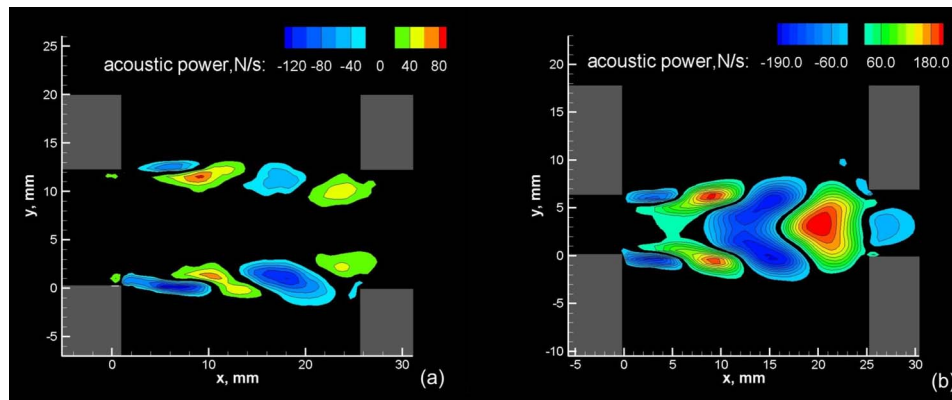 acoustic power,N/s: -120 -80 -40 0 40 80
y, mm
25
20
15
10
5
0
-5
0 10 20 30
x, mm
(a)
acoustic power,N/s: -190.0 -60.0 60.0 180.0
y, mm
20
15
10
5
0
-5
-10
-5 0 5 10 15 20 25 30
x, mm
(b)